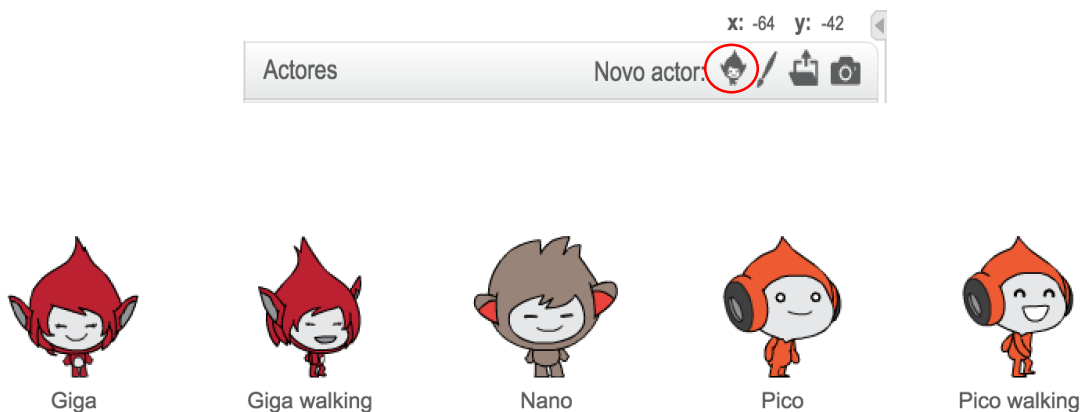 x: -64 y: -42
Actores Novo actor:
Giga Giga walking Nano Pico Pico walking